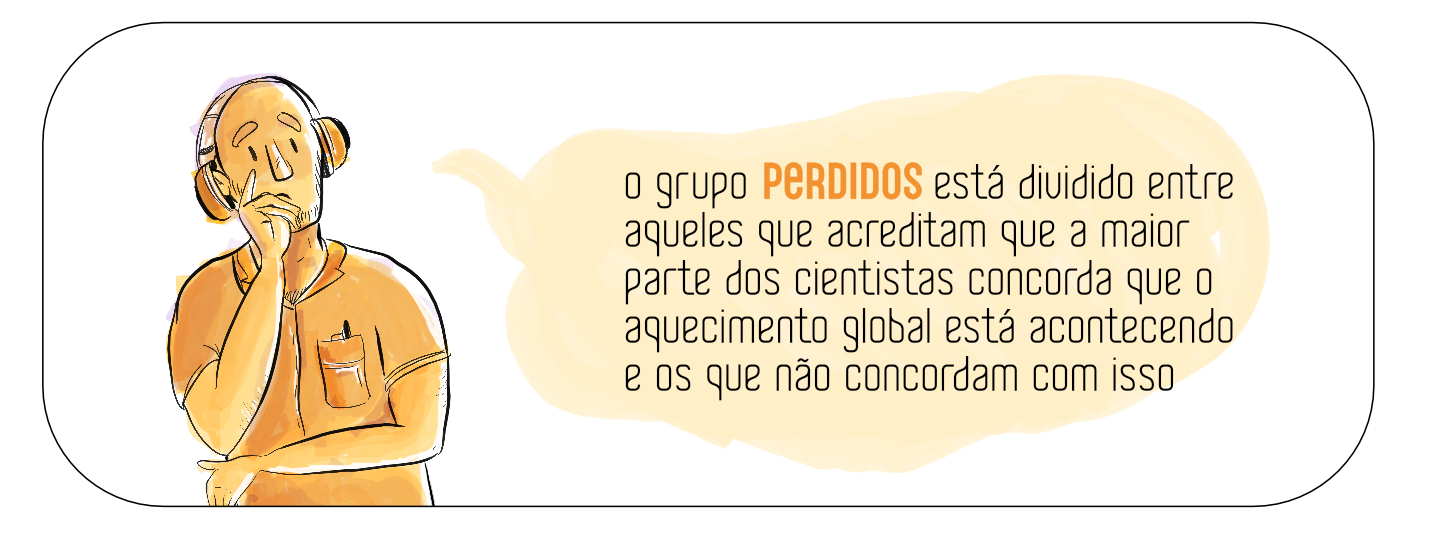 o grupo PERDIDOS está dividido entre
aqueles que acreditam que a maior
parte dos cientistas concorda que o
aquecimento global está acontecendo
e os que não concordam com isso